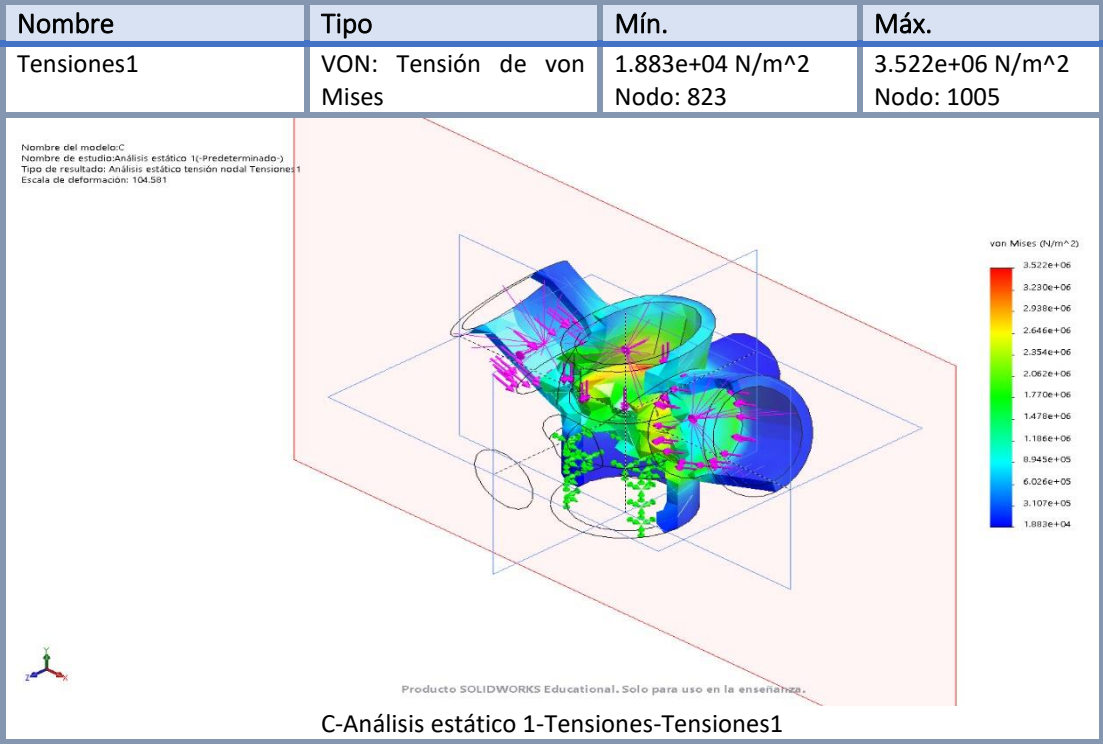 Nombre Tipo Mín. Máx.
Tensiones1 VON: Tensión de von 1.883e+04 N/m^2 3.522e+06 N/m^2
Mises Nodo: 823 Nodo: 1005
Nombre del modelo:C
Nombre de estudio:Análisis estático 1(-Predeterminado-)
Tipo de resultado: Análisis estático tensión nodal Tensiones1
Escala de deformación: 104.581
von Mises (N/m^2)
3.522e+06
3.230e+06
2.938e+06
2.646e+06
2.354e+06
2.062e+06
1.770e+06
1.478e+06
1.186e+06
8.945e+05
6.026e+05
3.107e+05
1.883e+04
Y
Z X
Producto SOLIDWORKS Educational. Solo para uso en la enseñanza.
C-Análisis estático 1-Tensiones-Tensiones1